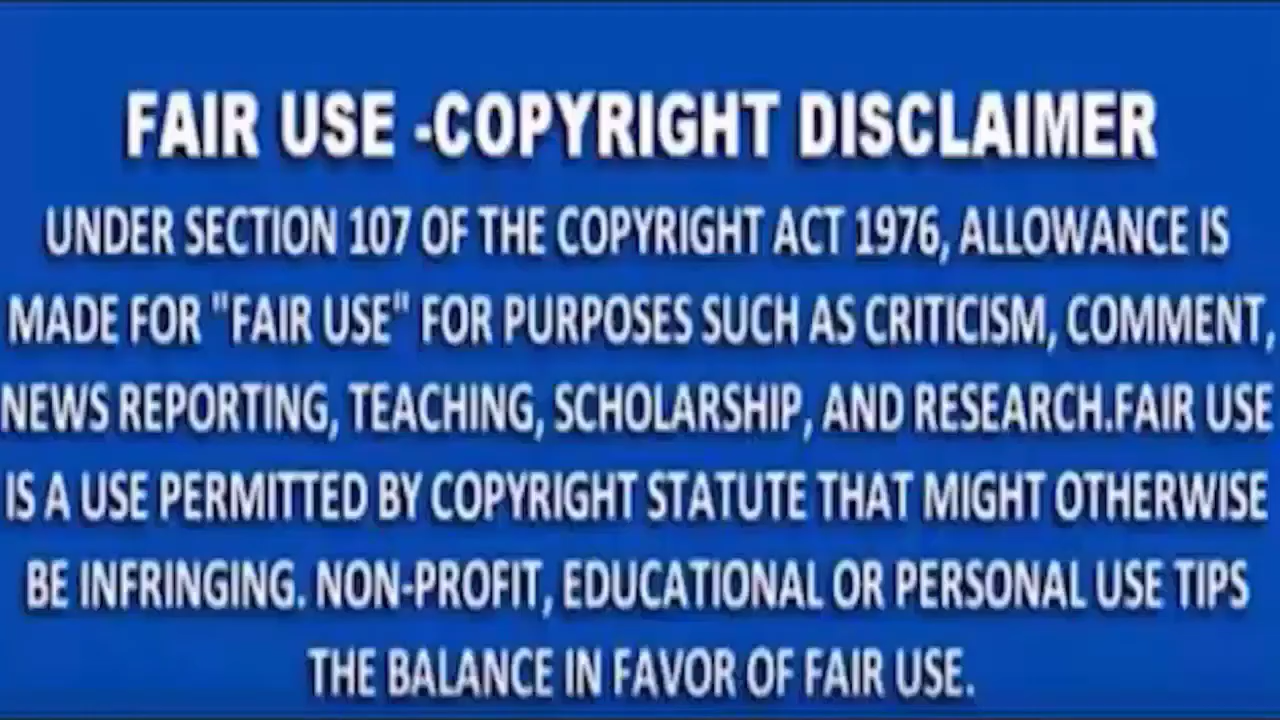 FAIR USE -COPYRIGHT DISCLAIMER
UNDER SECTION 107 OF THE COPYRIGHT ACT 1976, ALLOWANCE IS
MADE FOR "FAIR USE" FOR PURPOSES SUCH AS CRITICISM, COMMENT,
NEWS REPORTING, TEACHING, SCHOLARSHIP, AND RESEARCH.FAIR USE
IS A USE PERMITTED BY COPYRIGHT STATUTE THAT MIGHT OTHERWISE
BE INFRINGING. NON-PROFIT, EDUCATIONAL OR PERSONAL USE TIPS
THE BALANCE IN FAVOR OF FAIR USE.